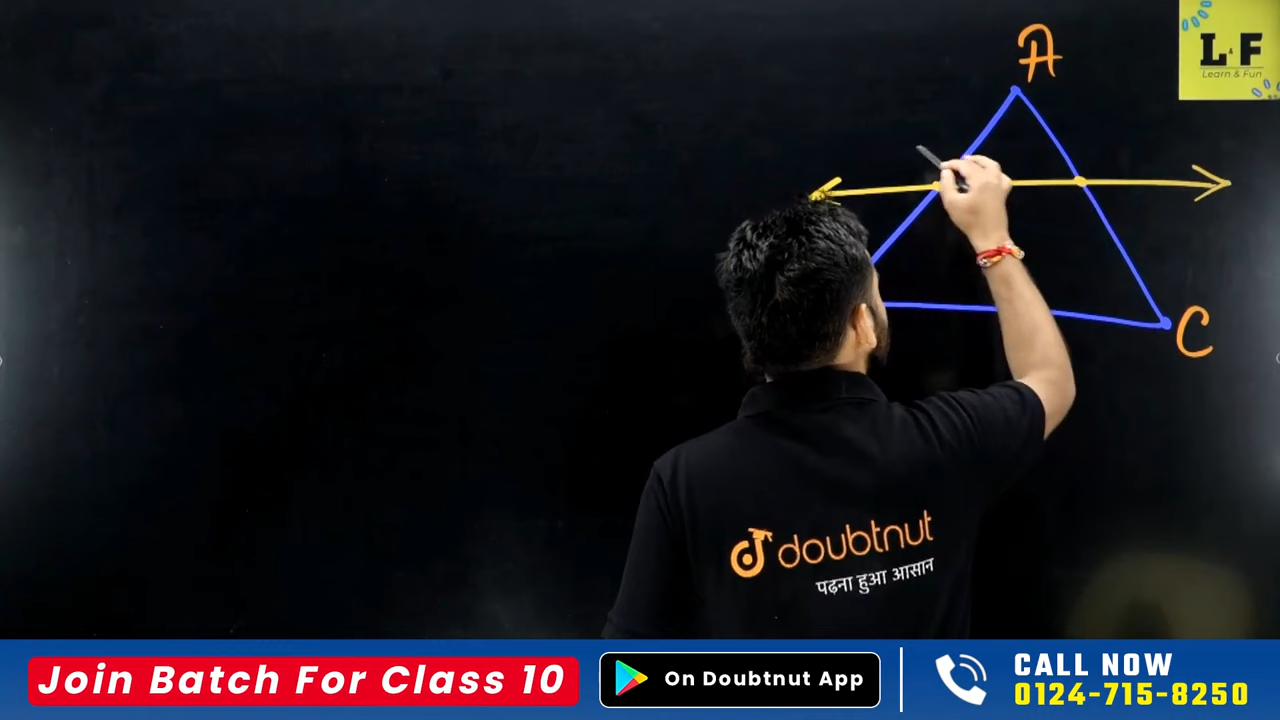 A
L & F
Learn & Fun
C
doubtnut
पढ़ना हुआ आसान
Join Batch For Class 10
On Doubtnut App
CALL NOW
0124-715-8250